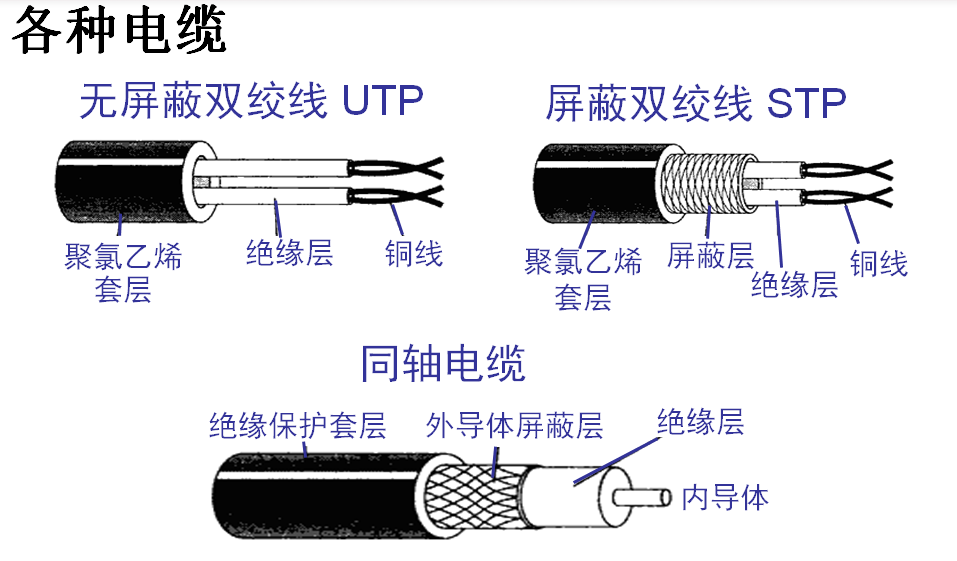 各种电缆
无屏蔽双绞线 UTP
屏蔽双绞线 STP
聚氯乙烯
套层
绝缘层
铜线
聚氯乙烯
套层
屏蔽层
绝缘层
铜线
同轴电缆
绝缘保护套层
外导体屏蔽层
绝缘层
内导体